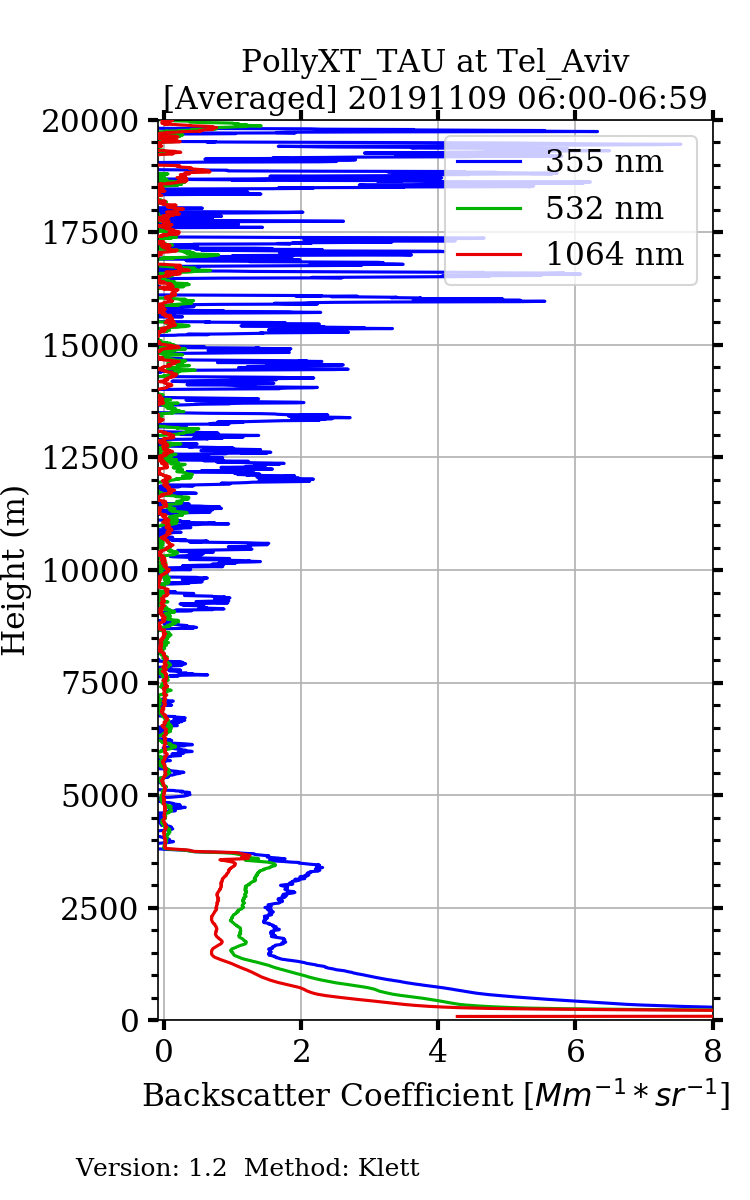 PollyXT_TAU at Tel_Aviv
[Averaged] 20191109 06:00-06:59
20000
17500
15000
12500
10000
7500
5000
2500
0
Height (m)
355 nm
532 nm
1064 nm
0 2 4 6 8
Backscatter Coefficient [Mm⁻¹ * sr⁻¹]
Version: 1.2 Method: Klett